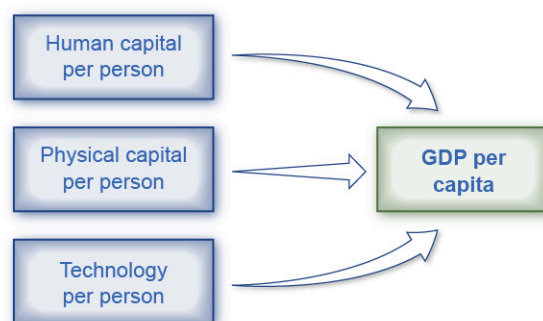 Human capital
per person
Physical capital
per person
GDP per
capita
Technology
per person